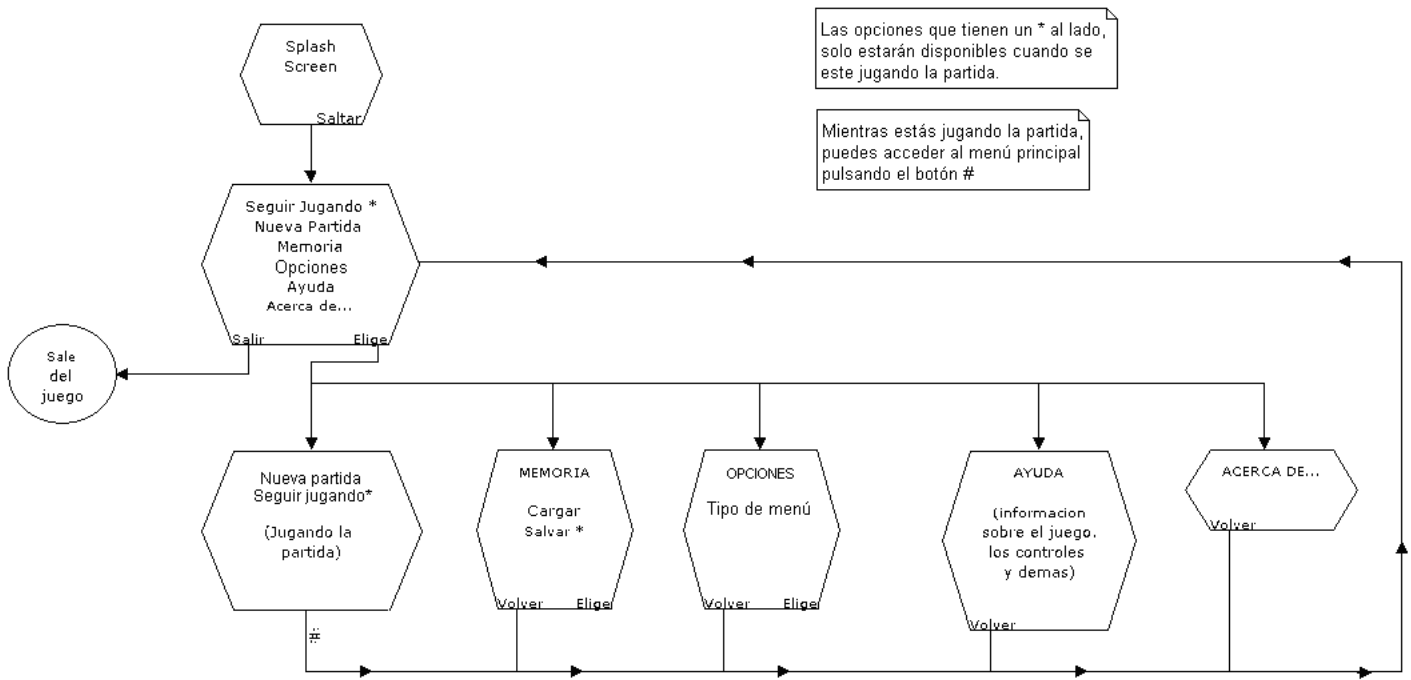 Splash
Screen
Saltar
Las opciones que tienen un * al lado,
solo estarán disponibles cuando se
este jugando la partida.
Mientras estás jugando la partida,
puedes acceder al menú principal
pulsando el botón #
Seguir Jugando *
Nueva Partida
Memoria
Opciones
Ayuda
Acerca de...
Salir
Elige
Sale
del
juego
Nueva partida
Seguir jugando*
(Jugando la
partida)
#
MEMORIA
Cargar
Salvar *
Volver
Elige
OPCIONES
Tipo de menú
Volver
Elige
AYUDA
(informacion
sobre el juego,
los controles
y demas)
Volver
ACERCA DE...
Volver